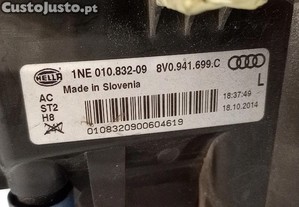 CustoJusto.pt
HELLA
1NE 010.832-09 8V0.941.699.C
Made in Slovenia
AC
ST2
H8
L
18:37:49
18.10.2014
0108320900604619